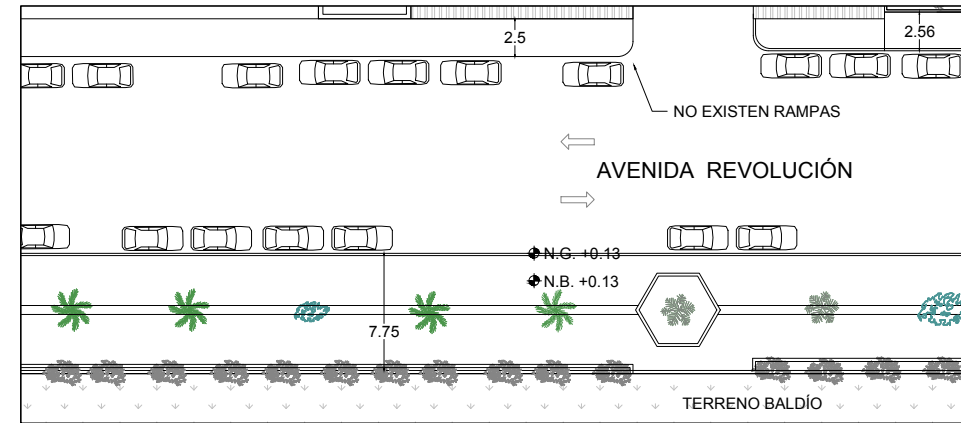 2.5
2.56
NO EXISTEN RAMPAS
AVENIDA REVOLUCIÓN
N.G. +0.13
N.B. +0.13
7.75
TERRENO BALDÍO